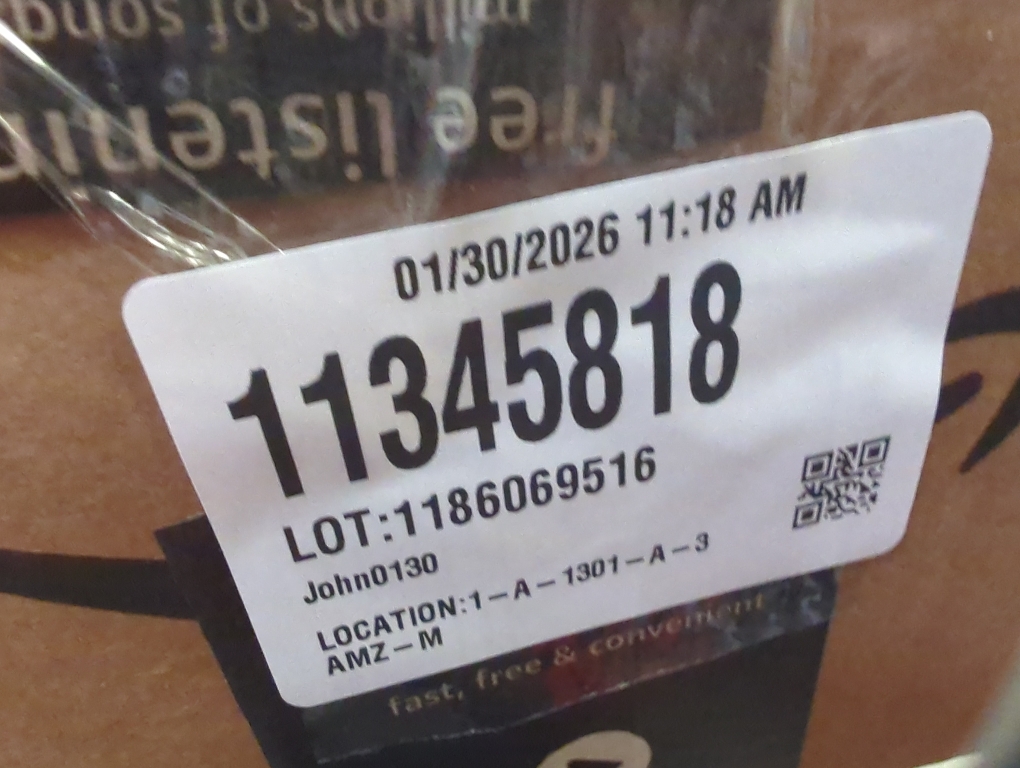 millions of songs
free listenin
01/30/2026 11:18 AM
11345818
LOT:1186069516
John0130
LOCATION:1-A-1301-A-3
AMZ-M
fast, free & convenient